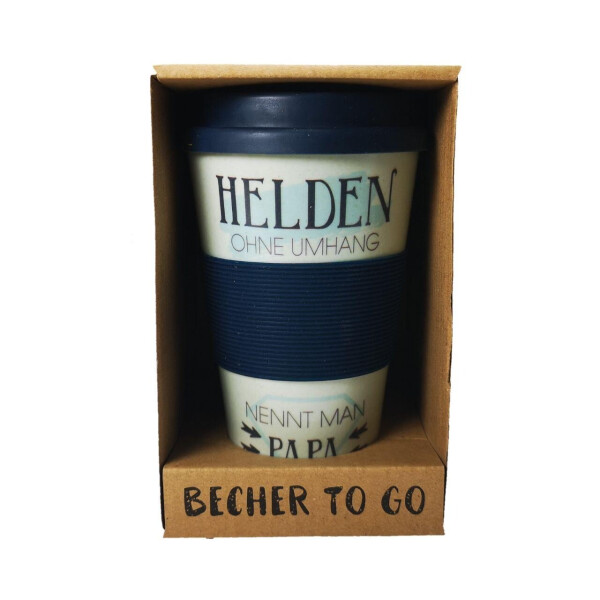 HELDEN
OHNE UMHANG
NENNT MAN
PAPA
BECHER TO GO